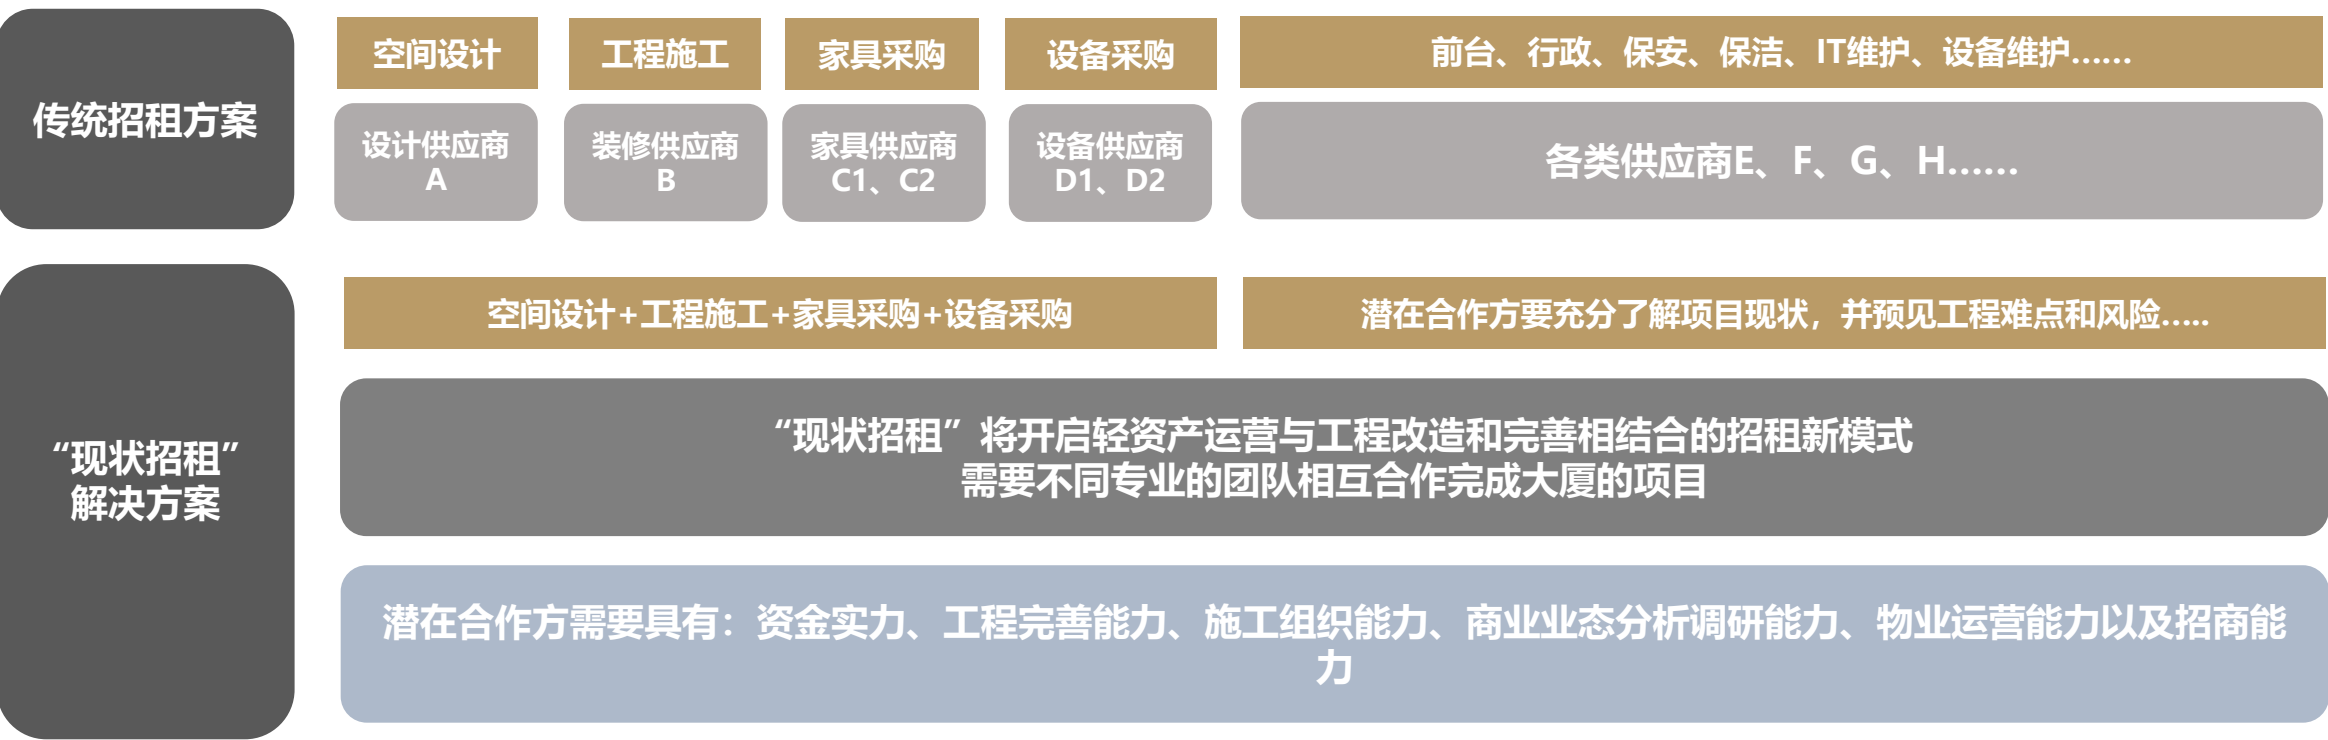 传统招租方案
空间设计
工程施工
家具采购
设备采购
前台、行政、保安、保洁、IT维护、设备维护……
设计供应商
A
装修供应商
B
家具供应商
C1、C2
设备供应商
D1、D2
各类供应商E、F、G、H……
“现状招租”
解决方案
空间设计+工程施工+家具采购+设备采购
潜在合作方要充分了解项目现状，并预见工程难点和风险.....
“现状招租”将开启轻资产运营与工程改造和完善相结合的招租新模式
需要不同专业的团队相互合作完成大厦的项目
潜在合作方需要具有：资金实力、工程完善能力、施工组织能力、商业业态分析调研能力、物业运营能力以及招商能
力